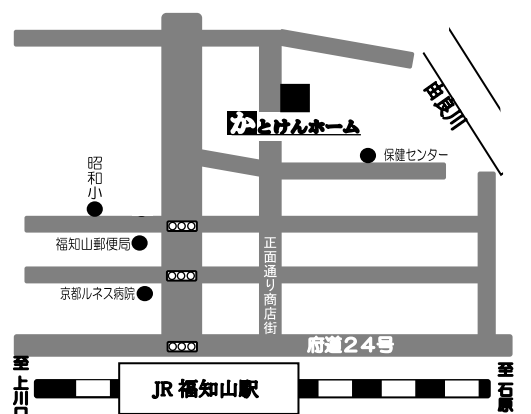 由良川
かとけんホーム
保健センター
昭和小
福知山郵便局
正面通り商店街
京都ルネス病院
府道24号
至上川口
JR 福知山駅
至石原